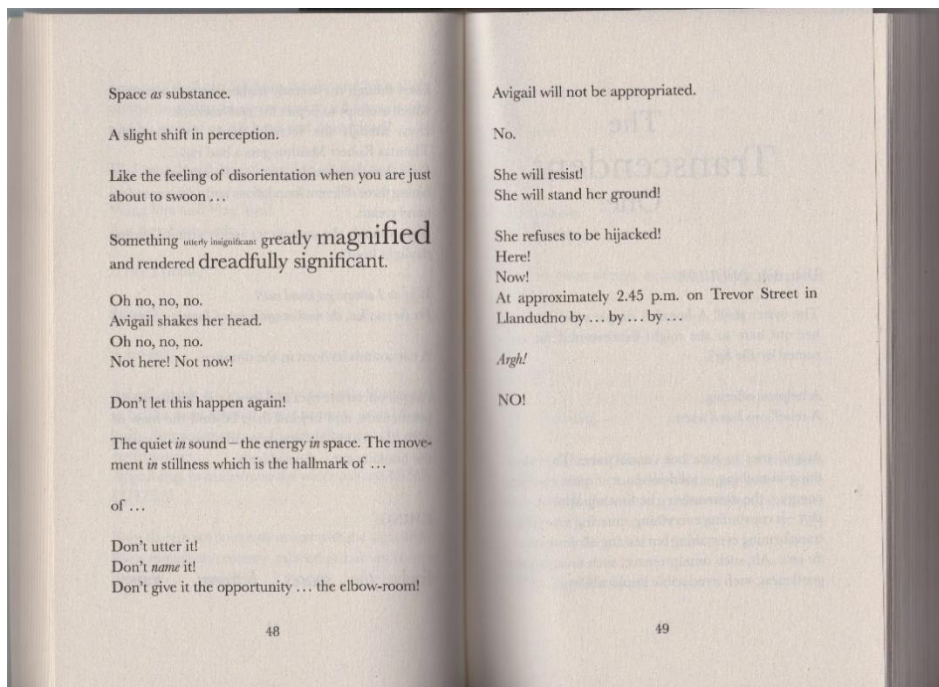 Space as substance.
A slight shift in perception.
Like the feeling of disorientation when you are just
about to swoon ...
Something utterly insignificant greatly magnified
and rendered dreadfully significant.
Oh no, no, no.
Avigail shakes her head.
Oh no, no, no.
Not here! Not now!
Don't let this happen again!
The quiet in sound – the energy in space. The move-
ment in stillness which is the hallmark of ...
of ...
Don't utter it!
Don't name it!
Don't give it the opportunity ... the elbow-room!
48
Avigail will not be appropriated.
No.
She will resist!
She will stand her ground!
She refuses to be hijacked!
Here!
Now!
At approximately 2.45 p.m. on Trevor Street in
Llandudno by ... by ... by ...
Argh!
NO!
49